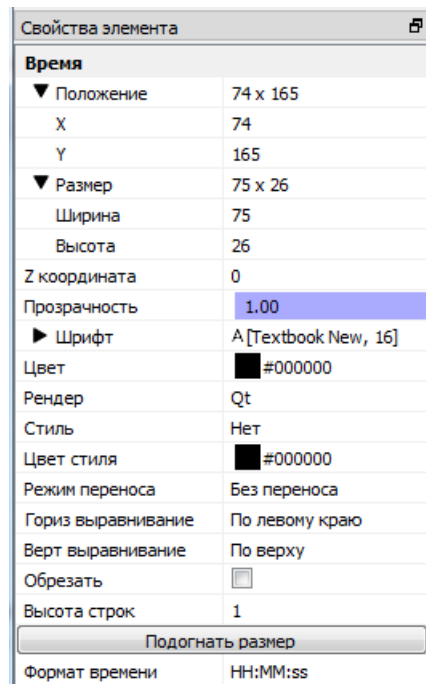 Свойства элемента
Время
Положение 74 x 165
X 74
Y 165
Размер 75 x 26
Ширина 75
Высота 26
Z координата 0
Прозрачность 1.00
Шрифт A [Textbook New, 16]
Цвет #000000
Рендер Qt
Стиль Нет
Цвет стиля #000000
Режим переноса Без переноса
Гориз выравнивание По левому краю
Верт выравнивание По верху
Обрезать
Высота строк 1
Подогнать размер
Формат времени HH:MM:ss